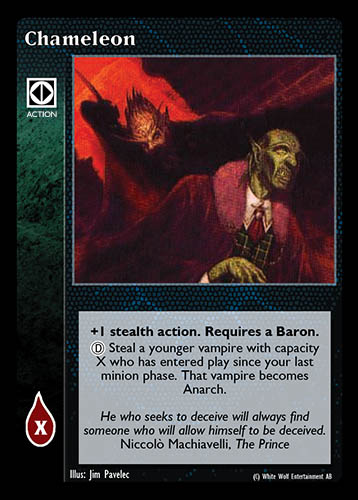 Chameleon
ACTION
+1 stealth action. Requires a Baron.
Ⓓ Steal a younger vampire with capacity
X who has entered play since your last
minion phase. That vampire becomes
Anarch.
He who seeks to deceive will always find
someone who will allow himself to be deceived.
Niccolò Machiavelli, The Prince
X
Illus: Jim Pavelec
(C) White Wolf Entertainment AB